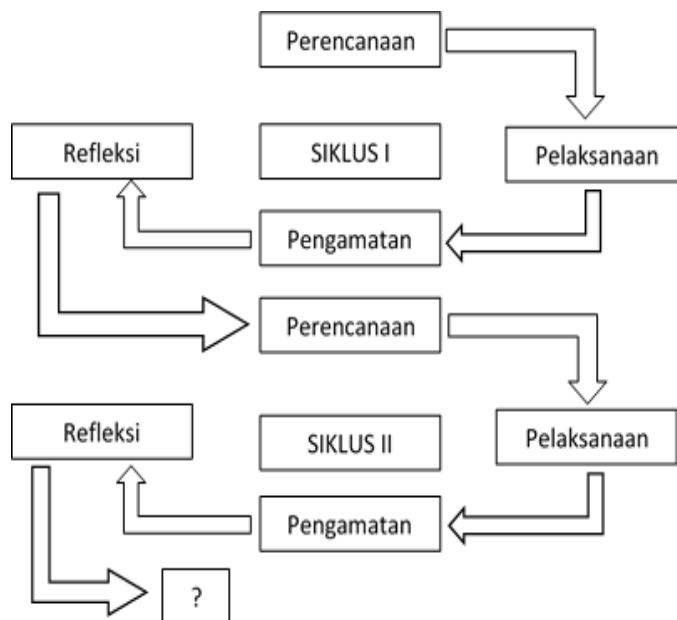 Perencanaan
Refleksi
SIKLUS I
Pelaksanaan
Pengamatan
Perencanaan
Refleksi
SIKLUS II
Pelaksanaan
Pengamatan
?